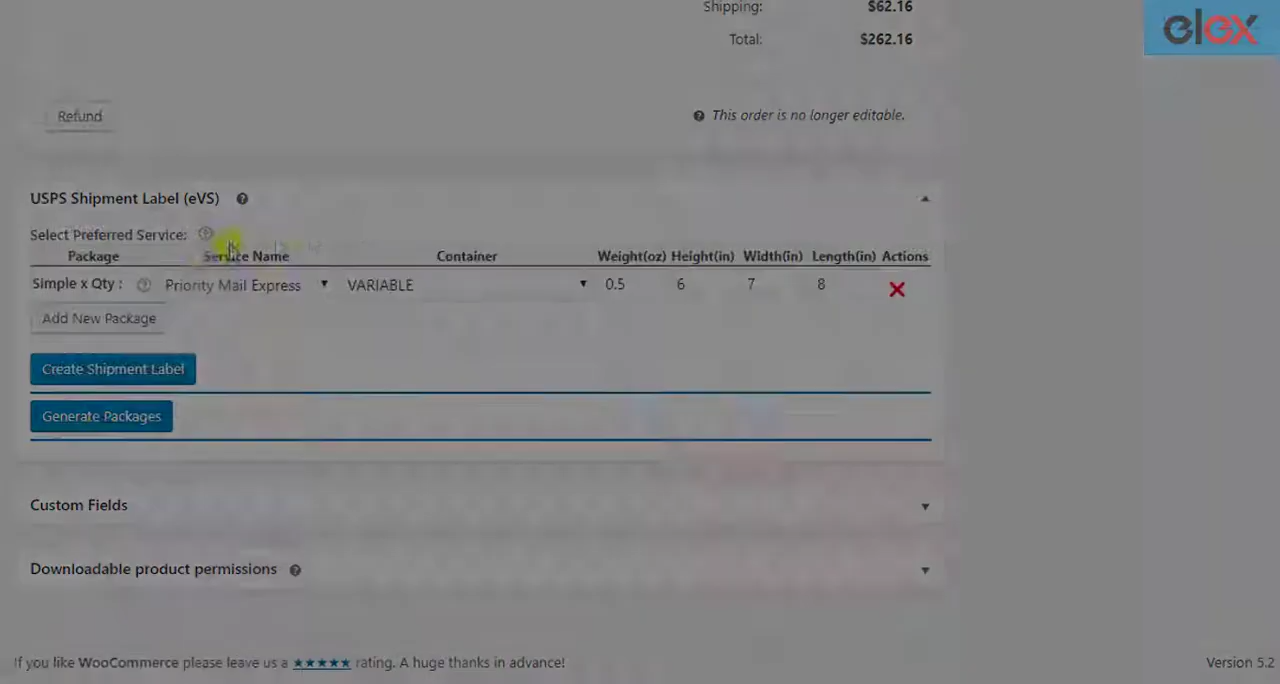 Shipping: $62.16
elex
Total: $262.16
Refund
This order is no longer editable.
USPS Shipment Label (eVS)
Select Preferred Service:
Package Service Name Container Weight(oz) Height(in) Width(in) Length(in) Actions
Simple x Qty : Priority Mail Express VARIABLE 0.5 6 7 8
Add New Package
Create Shipment Label
Generate Packages
Custom Fields
Downloadable product permissions
If you like WooCommerce please leave us a ★★★★★ rating. A huge thanks in advance!
Version 5.2